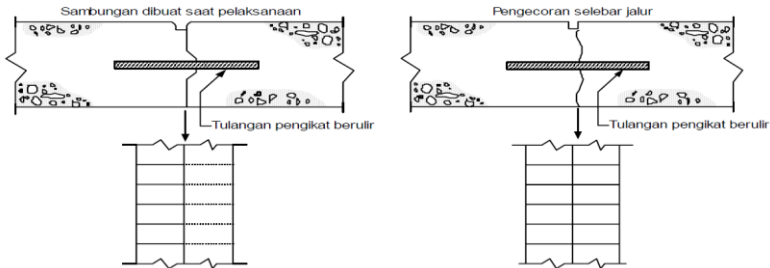 Sambungan dibuat saat pelaksanaan
Pengecoran selebar jalur
Tulangan pengikat berulir
Tulangan pengikat berulir